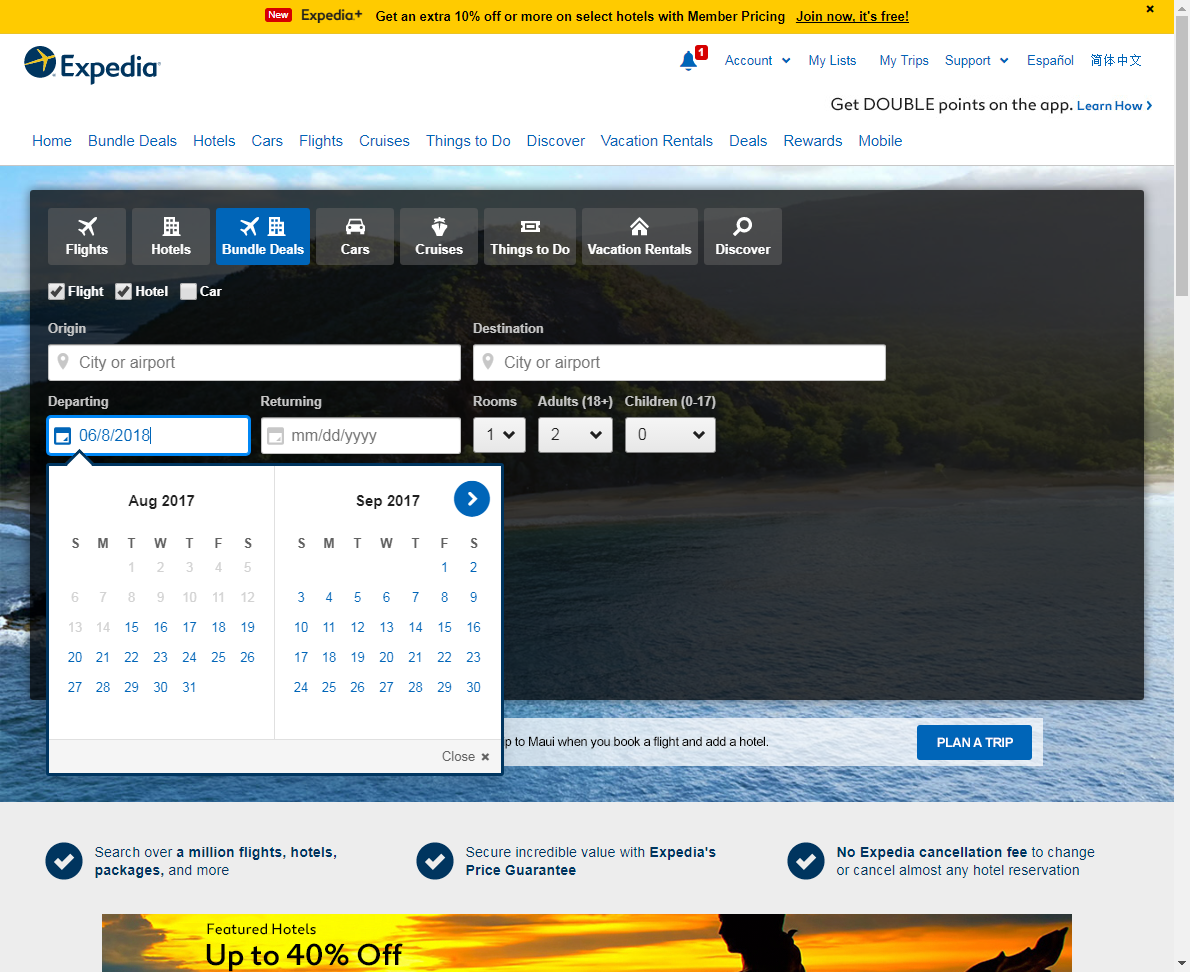 New Expedia+ Get an extra 10% off or more on select hotels with Member Pricing Join now, it's free!
Expedia
1
Account My Lists My Trips Support Español 简体中文
Get DOUBLE points on the app. Learn How
Home Bundle Deals Hotels Cars Flights Cruises Things to Do Discover Vacation Rentals Deals Rewards Mobile
Flights Hotels Bundle Deals Cars Cruises Things to Do Vacation Rentals Discover
Flight Hotel Car
Origin Destination
City or airport City or airport
Departing Returning Rooms Adults (18+) Children (0-17)
06/8/2018 mm/dd/yyyy 1 2 0
Aug 2017 Sep 2017
S M T W T F S S M T W T F S
1 2 3 4 5 1 2
6 7 8 9 10 11 12 3 4 5 6 7 8 9
13 14 15 16 17 18 19 10 11 12 13 14 15 16
20 21 22 23 24 25 26 17 18 19 20 21 22 23
27 28 29 30 31 24 25 26 27 28 29 30
Close
p to Maui when you book a flight and add a hotel. PLAN A TRIP
Search over a million flights, hotels,
packages, and more
Secure incredible value with Expedia's
Price Guarantee
No Expedia cancellation fee to change
or cancel almost any hotel reservation
Featured Hotels
Up to 40% Off